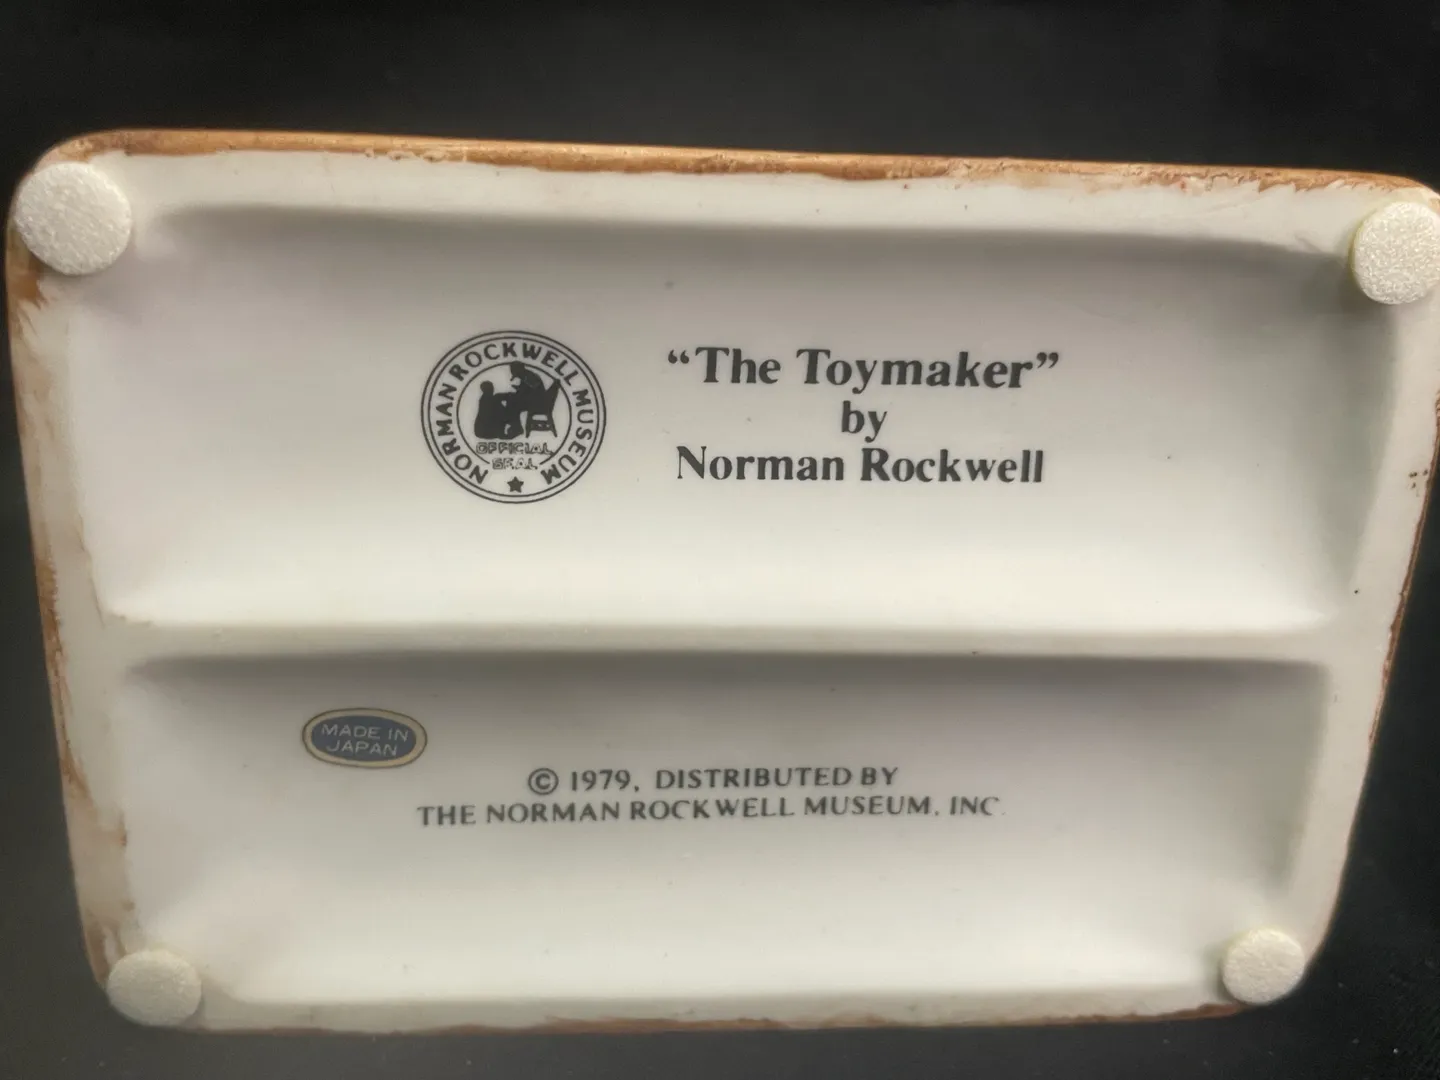 NORMAN ROCKWELL MUSEUM
OFFICIAL
SEAL
“The Toymaker”
by
Norman Rockwell
MADE IN
JAPAN
© 1979, DISTRIBUTED BY
THE NORMAN ROCKWELL MUSEUM, INC.